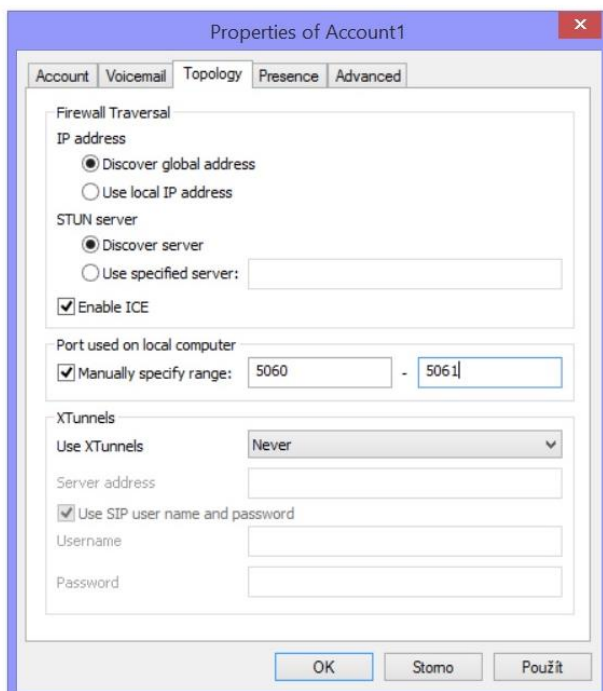 Properties of Account1
Account Voicemail Topology Presence Advanced
Firewall Traversal
IP address
Discover global address
Use local IP address
STUN server
Discover server
Use specified server:
Enable ICE
Port used on local computer
Manually specify range: 5060 - 5061
XTunnels
Use XTunnels Never
Server address
Use SIP user name and password
Username
Password
OK Storno Použít